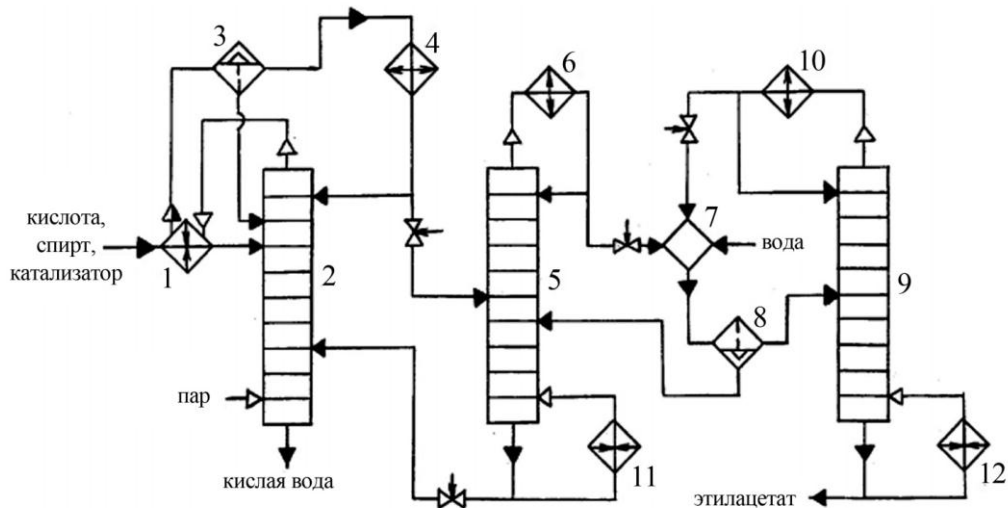 3
4
6
10
кислота,
спирт,
катализатор
1
2
5
7
вода
8
9
пар
кислая вода
11
этилацетат
12